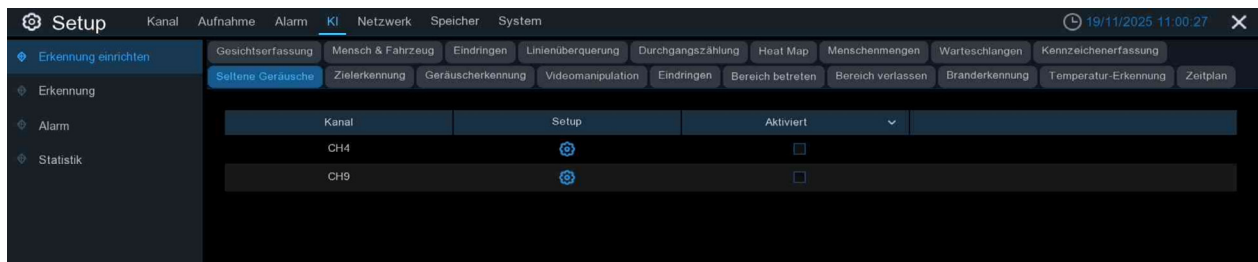 Setup Kanal Aufnahme Alarm KI Netzwerk Speicher System 19/11/2025 11:00:27
Erkennung einrichten
Erkennung
Alarm
Statistik
Gesichtserfassung Mensch & Fahrzeug Eindringen Linienüberquerung Durchgangszählung Heat Map Menschenmengen Warteschlangen Kennzeichenerfassung
Seltene Geräusche Zielerkennung Geräuscherkennung Videomanipulation Eindringen Bereich betreten Bereich verlassen Branderkennung Temperatur-Erkennung Zeitplan
Kanal Setup Aktiviert
CH4
CH9